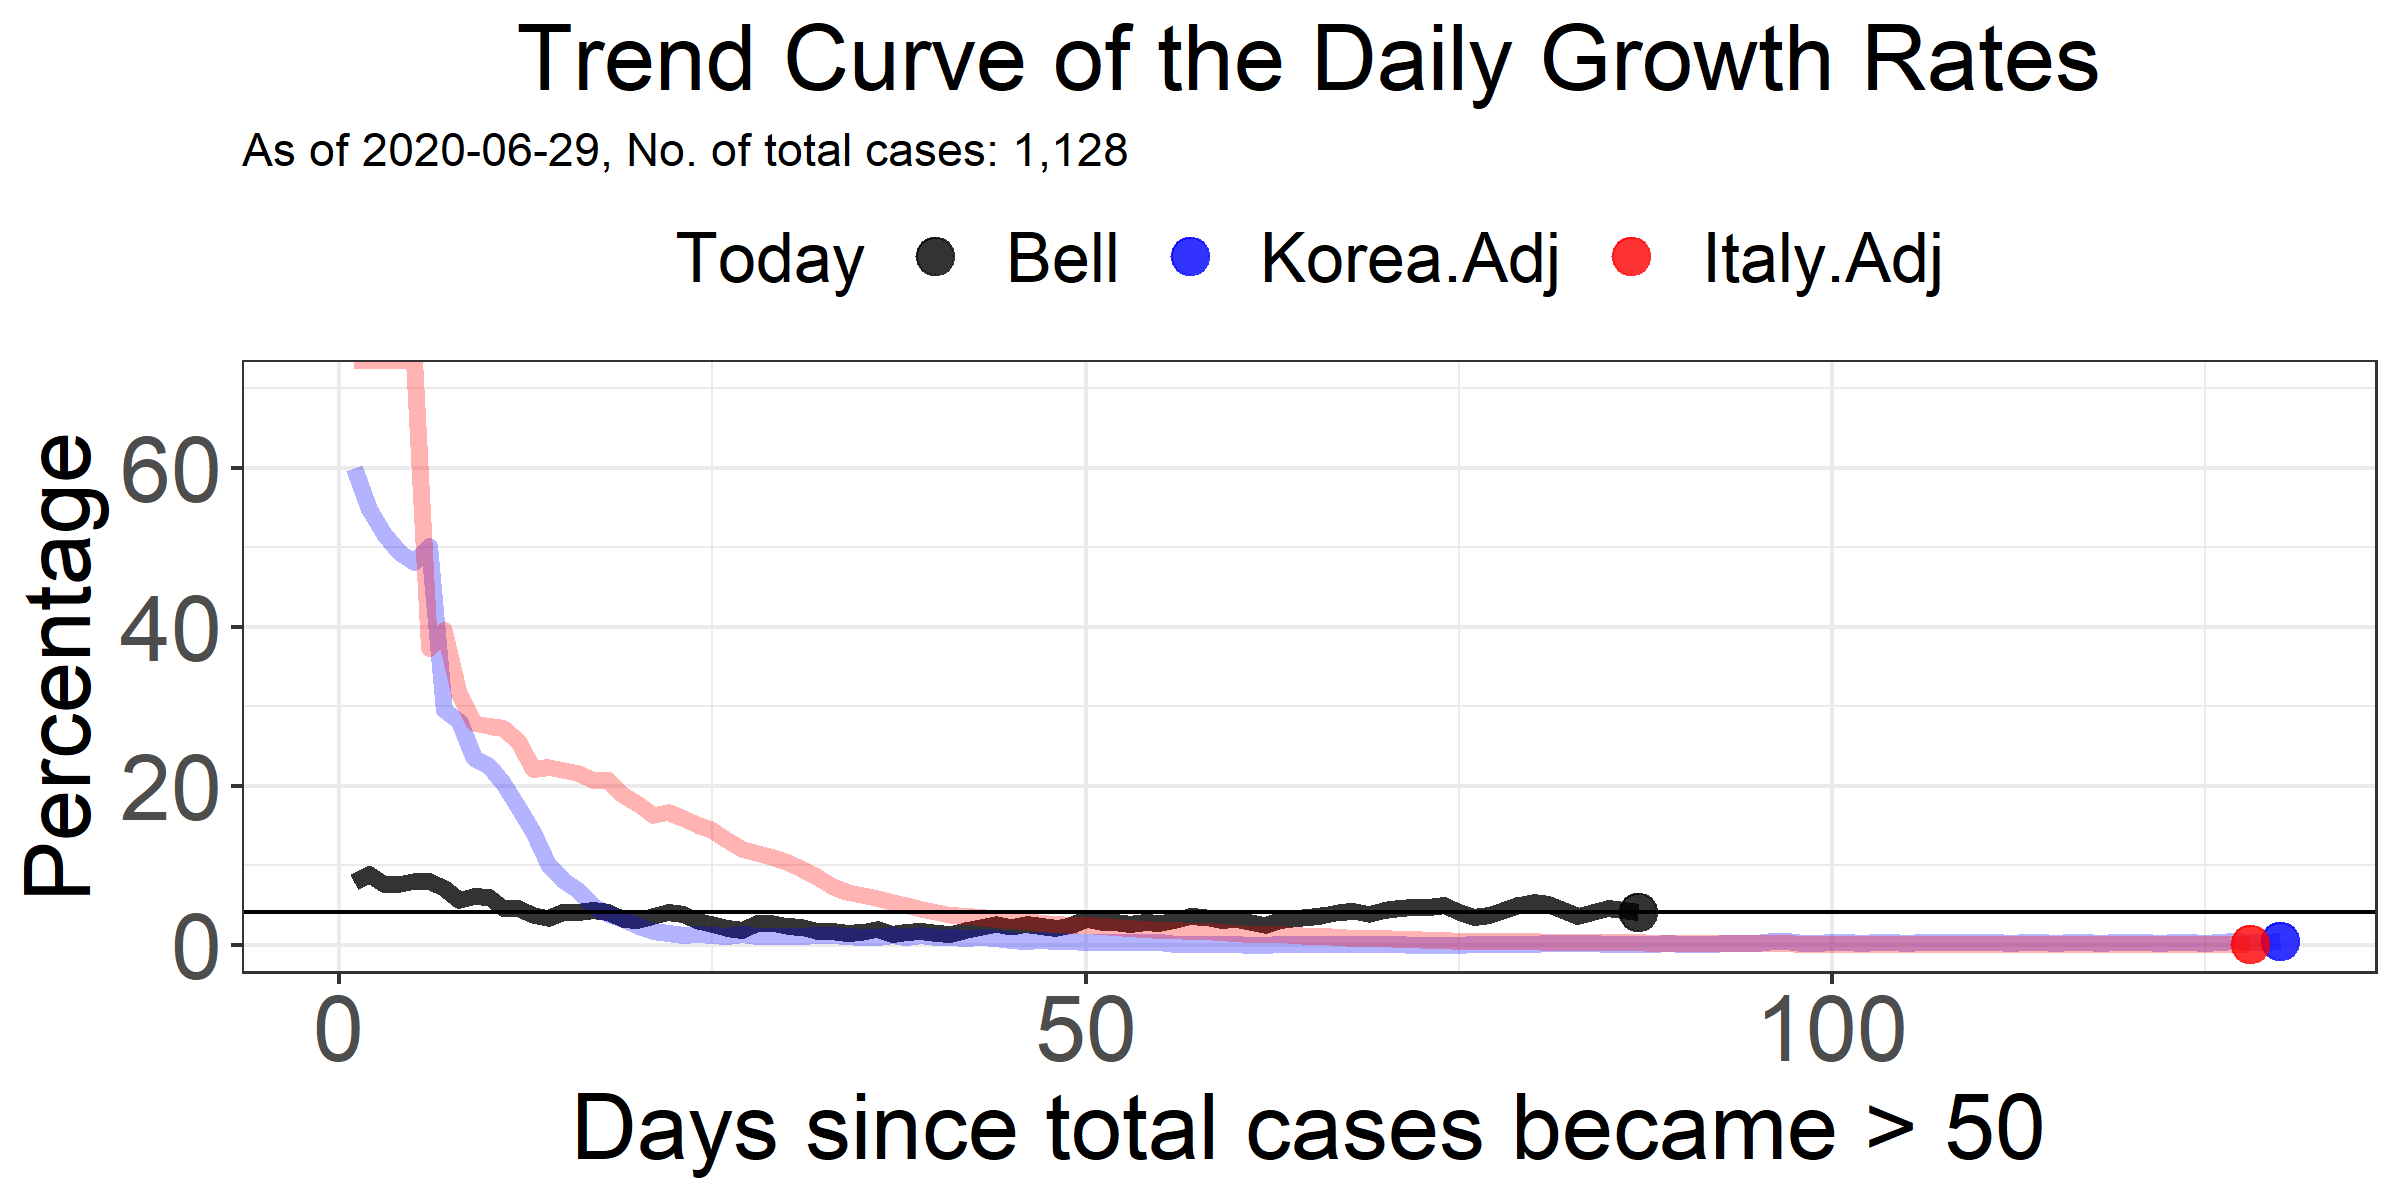 Trend Curve of the Daily Growth Rates
As of 2020-06-29, No. of total cases: 1,128
Today Bell Korea.Adj Italy.Adj
Percentage
60
40
20
0
0 50 100
Days since total cases became > 50